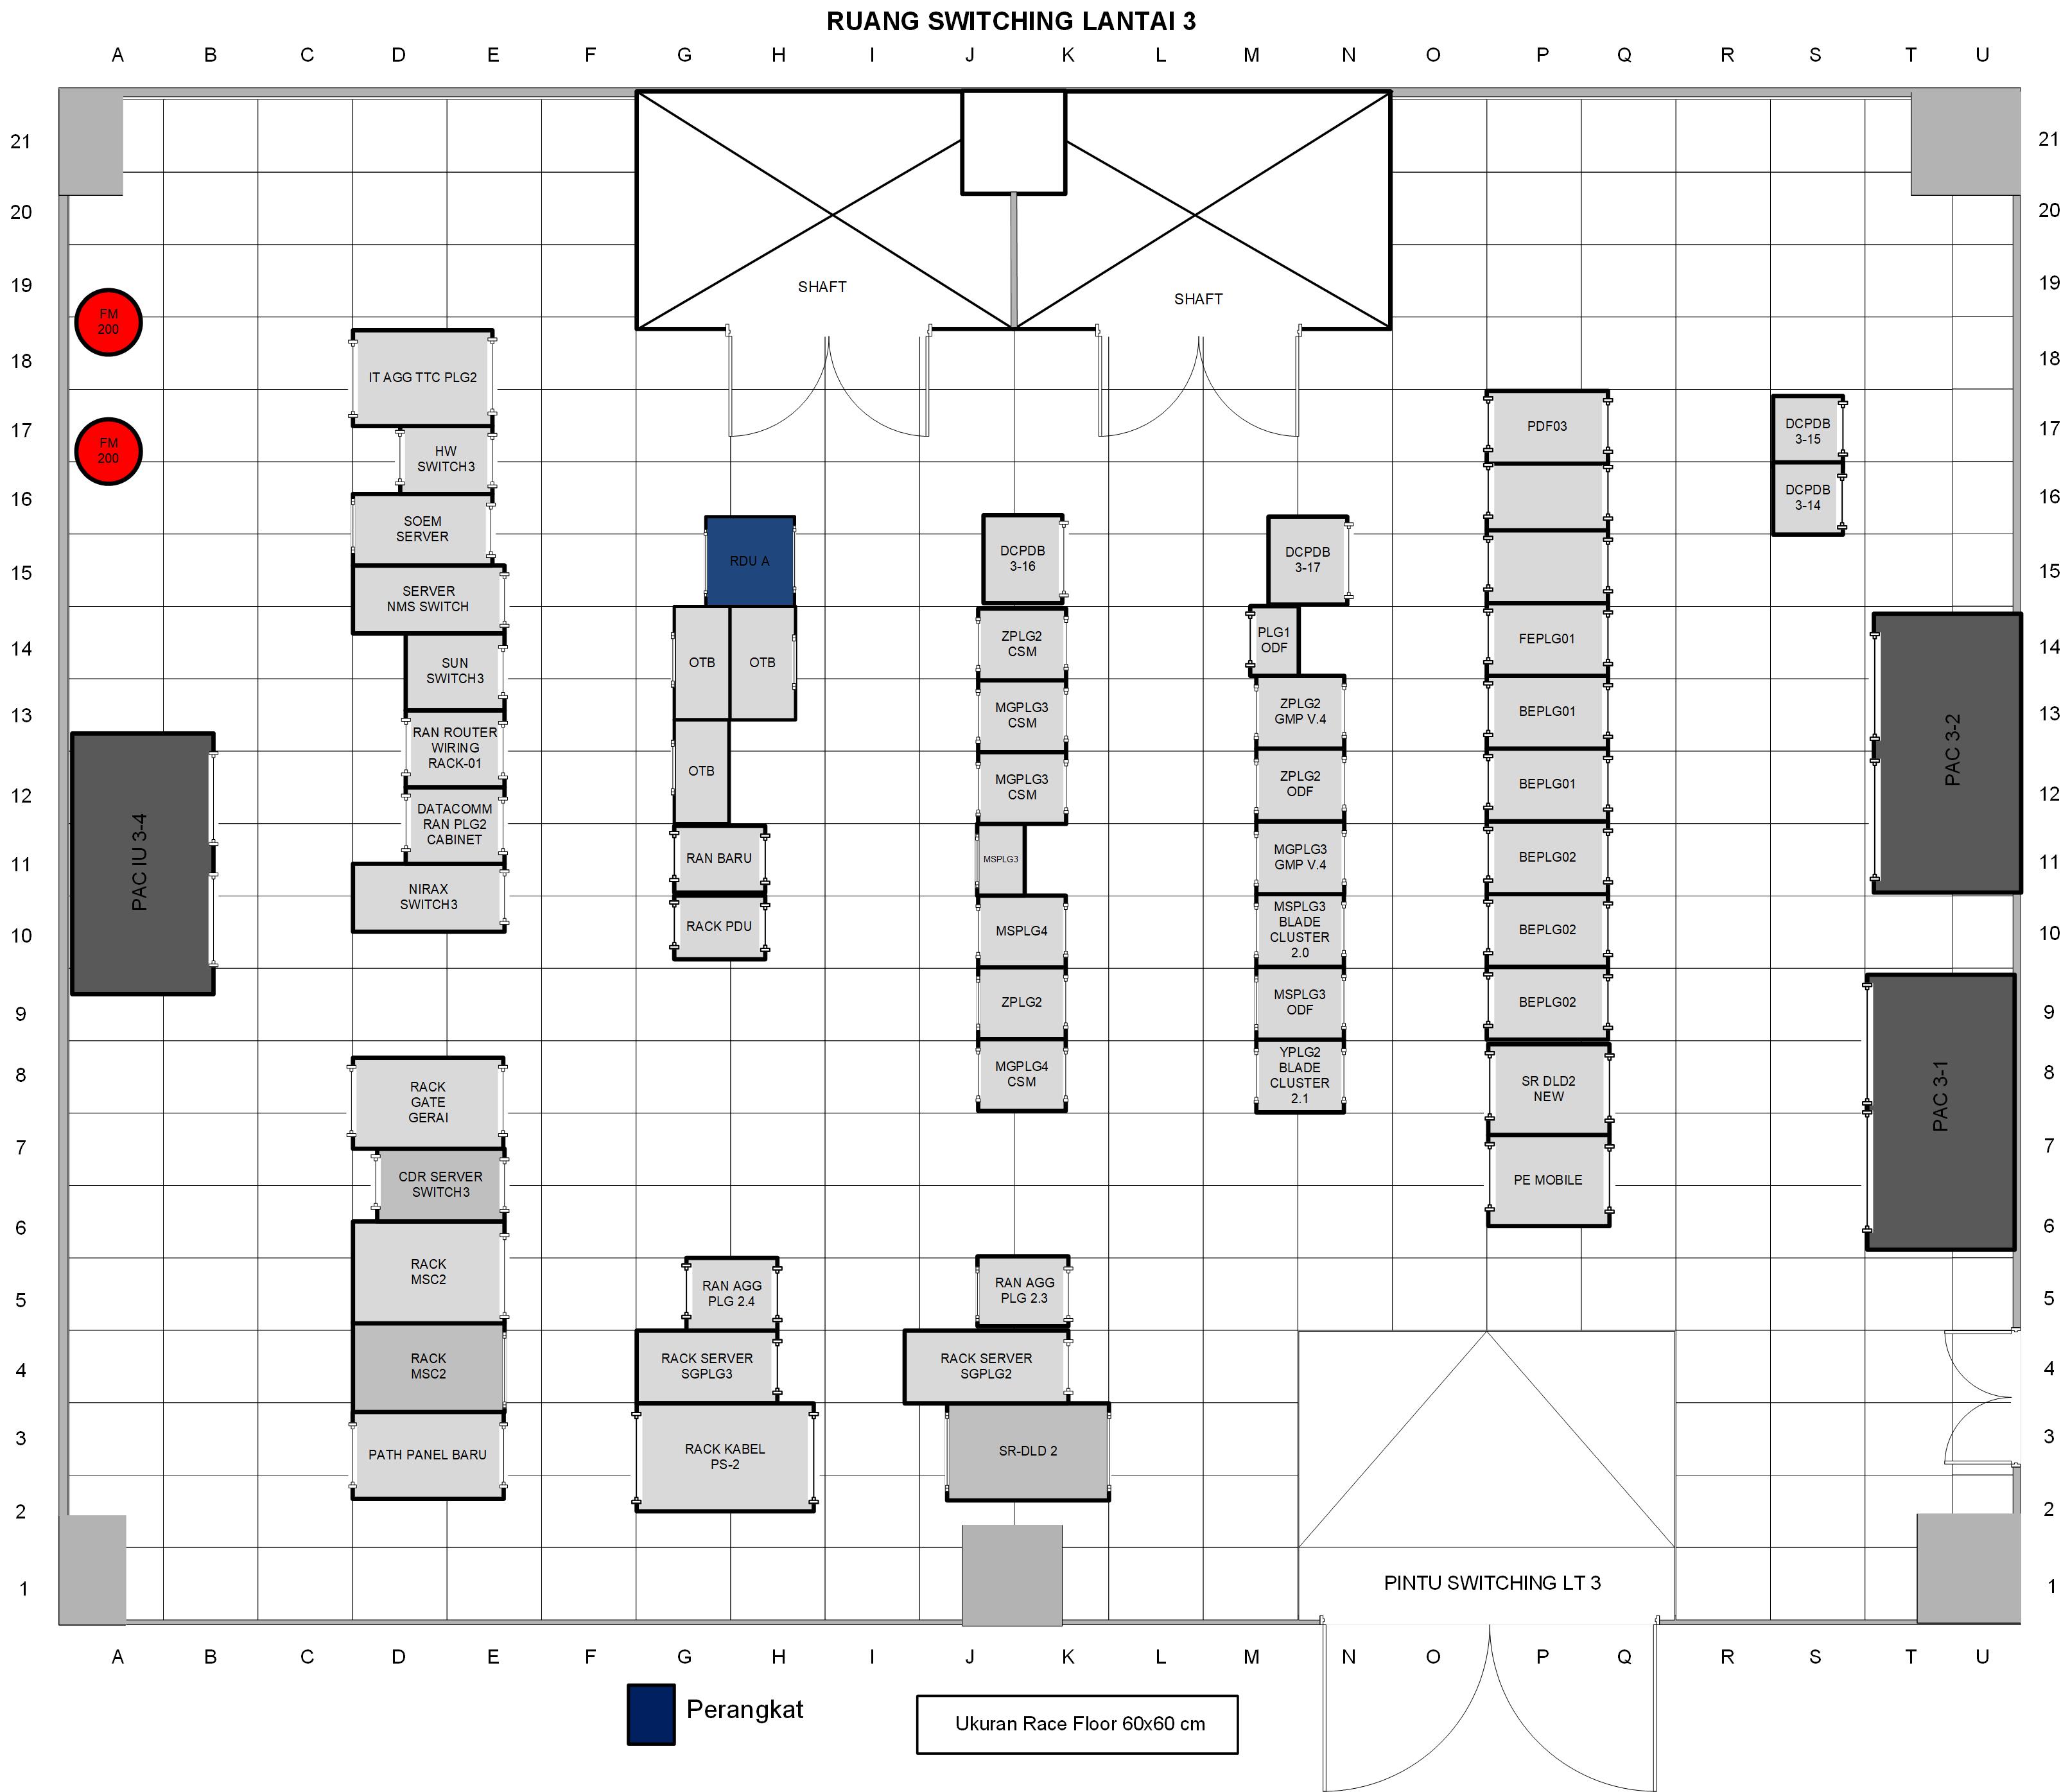 RUANG SWITCHING LANTAI 3
A B C D E F G H I J K L M N O P Q R S T U
21
21
20
20
19
19
SHAFT
SHAFT
FM
200
18
18
IT AGG TTC PLG2
17
17
FM
200
HW
SWITCH3
PDF03
DCPDB
3-15
16
16
SOEM
SERVER
DCPDB
3-14
15
15
RDU A
DCPDB
3-16
DCPDB
3-17
SERVER
NMS SWITCH
14
14
SUN
SWITCH3
OTB
OTB
ZPLG2
CSM
PLG1
ODF
FEPLG01
13
13
RAN ROUTER
WIRING
RACK-01
MGPLG3
CSM
ZPLG2
GMP V.4
BEPLG01
PAC 3-2
12
12
DATACOMM
RAN PLG2
CABINET
OTB
MGPLG3
CSM
ZPLG2
ODF
BEPLG01
PAC IU 3-4
11
11
NIRAX
SWITCH3
RAN BARU
MSPLG3
MGPLG3
GMP V.4
BEPLG02
10
10
RACK PDU
MSPLG4
MSPLG3
BLADE
CLUSTER
2.0
BEPLG02
9
9
ZPLG2
MSPLG3
ODF
BEPLG02
8
8
RACK
GATE
GERAI
MGPLG4
CSM
YPLG2
BLADE
CLUSTER
2.1
SR DLD2
NEW
PAC 3-1
7
7
CDR SERVER
SWITCH3
PE MOBILE
6
6
RACK
MSC2
5
5
RAN AGG
PLG 2.4
RAN AGG
PLG 2.3
4
4
RACK
MSC2
RACK SERVER
SGPLG3
RACK SERVER
SGPLG2
3
3
PATH PANEL BARU
RACK KABEL
PS-2
SR-DLD 2
2
2
1
1
PINTU SWITCHING LT 3
A B C D E F G H I J K L M N O P Q R S T U
Perangkat
Ukuran Race Floor 60x60 cm